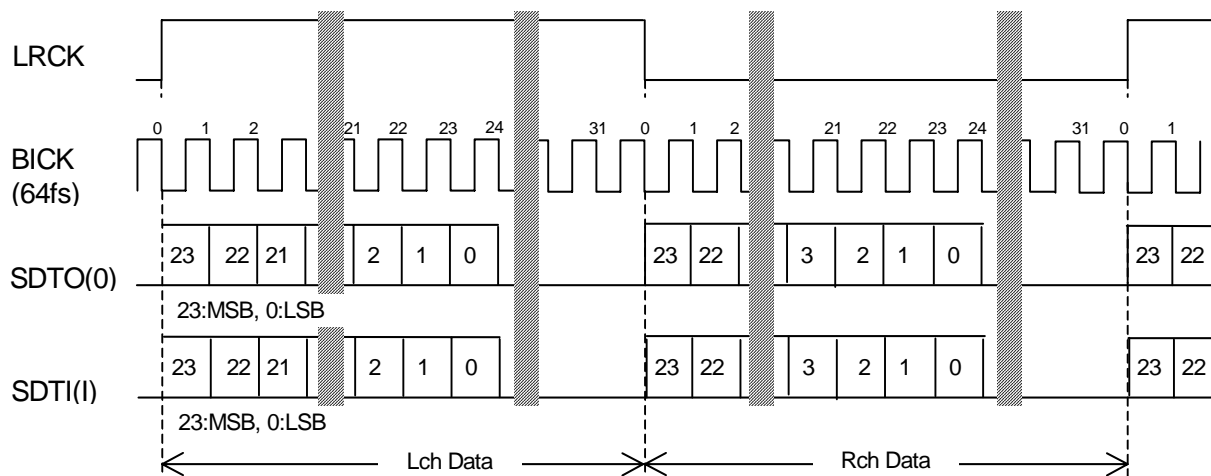 LRCK
0 1 2 21 22 23 24 31 0 1 2 21 22 23 24 31 0 1
BICK
(64fs)
23 22 21 2 1 0 23 22 3 2 1 0 23 22
SDTO(0)
23:MSB, 0:LSB
23 22 21 2 1 0 23 22 3 2 1 0 23 22
SDTI(I)
23:MSB, 0:LSB
Lch Data Rch Data